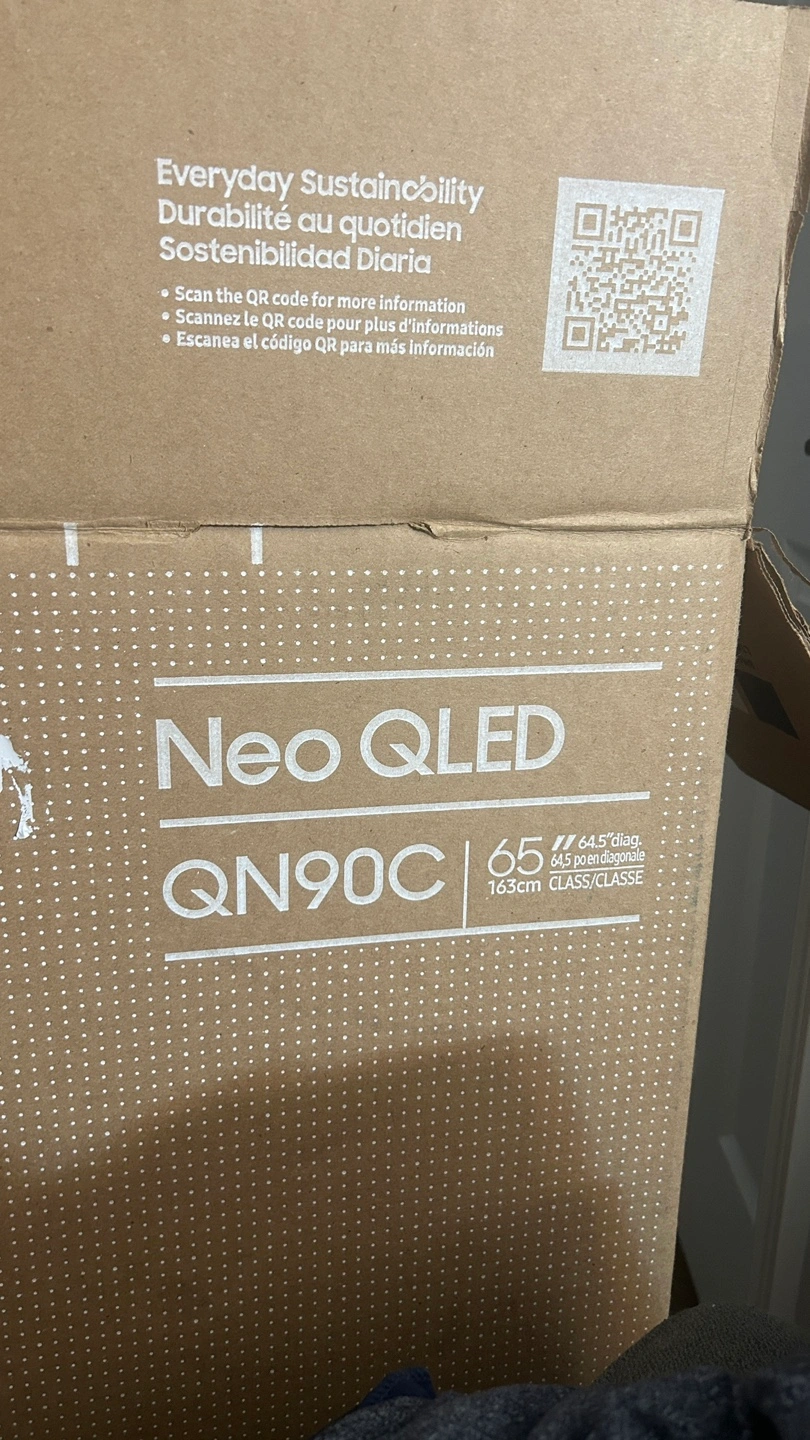 Everyday Sustainability
Durabilité au quotidien
Sostenibilidad Diaria
• Scan the QR code for more information
• Scannez le QR code pour plus d'informations
• Escanea el código QR para más información
Neo QLED
QN90C
65″ 64.5″diag.
64,5 po en diagonale
163cm CLASS/CLASSE